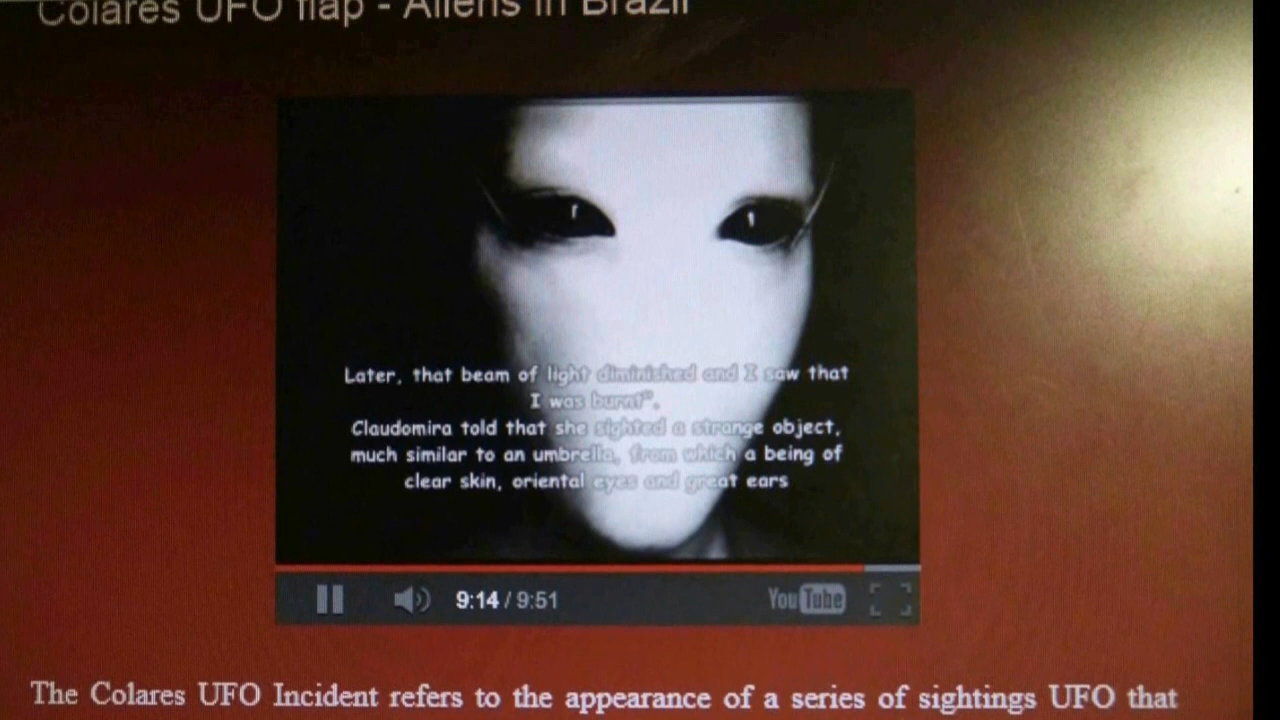 Colares UFO flap - Aliens in Brazil
Later, that beam of light diminished and I saw that
I was burnt".
Claudomira told that she sighted a strange object,
much similar to an umbrella, from which a being of
clear skin, oriental eyes and great ears
9:14 / 9:51
YouTube
The Colares UFO Incident refers to the appearance of a series of sightings UFO that